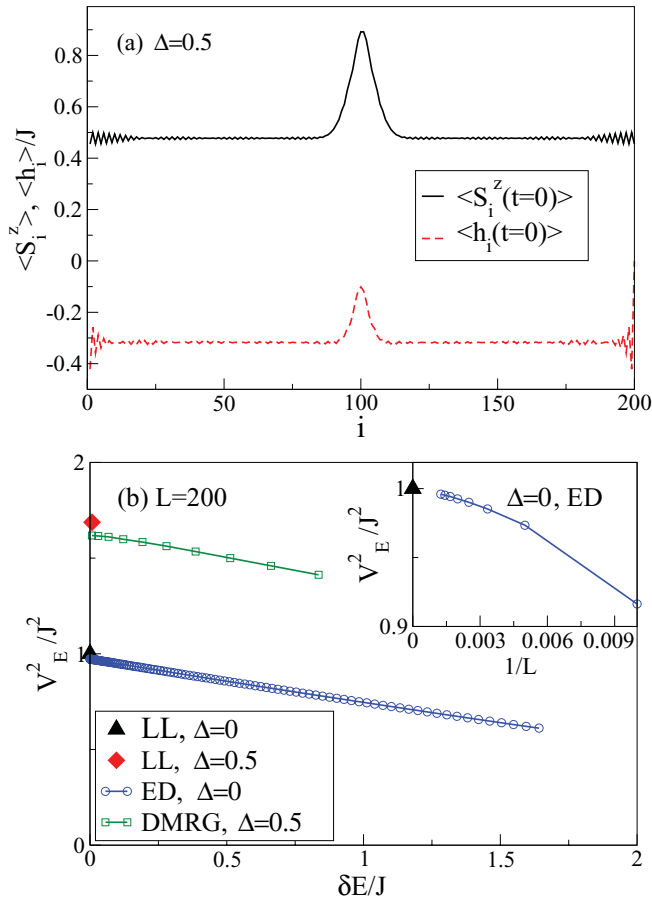 (a) Δ=0.5
0.8
0.6
0.4
0.2
0
-0.2
-0.4
<S_i^z>, <h_i>/J
<S_i^z(t=0)>
<h_i(t=0)>
0 50 100 150 200
i
(b) L=200
2
1
0
V_E^2/J^2
Δ=0, ED
1
0.9
V_E^2/J^2
0 0.003 0.006 0.009
1/L
LL, Δ=0
LL, Δ=0.5
ED, Δ=0
DMRG, Δ=0.5
0 0.5 1 1.5 2
δE/J